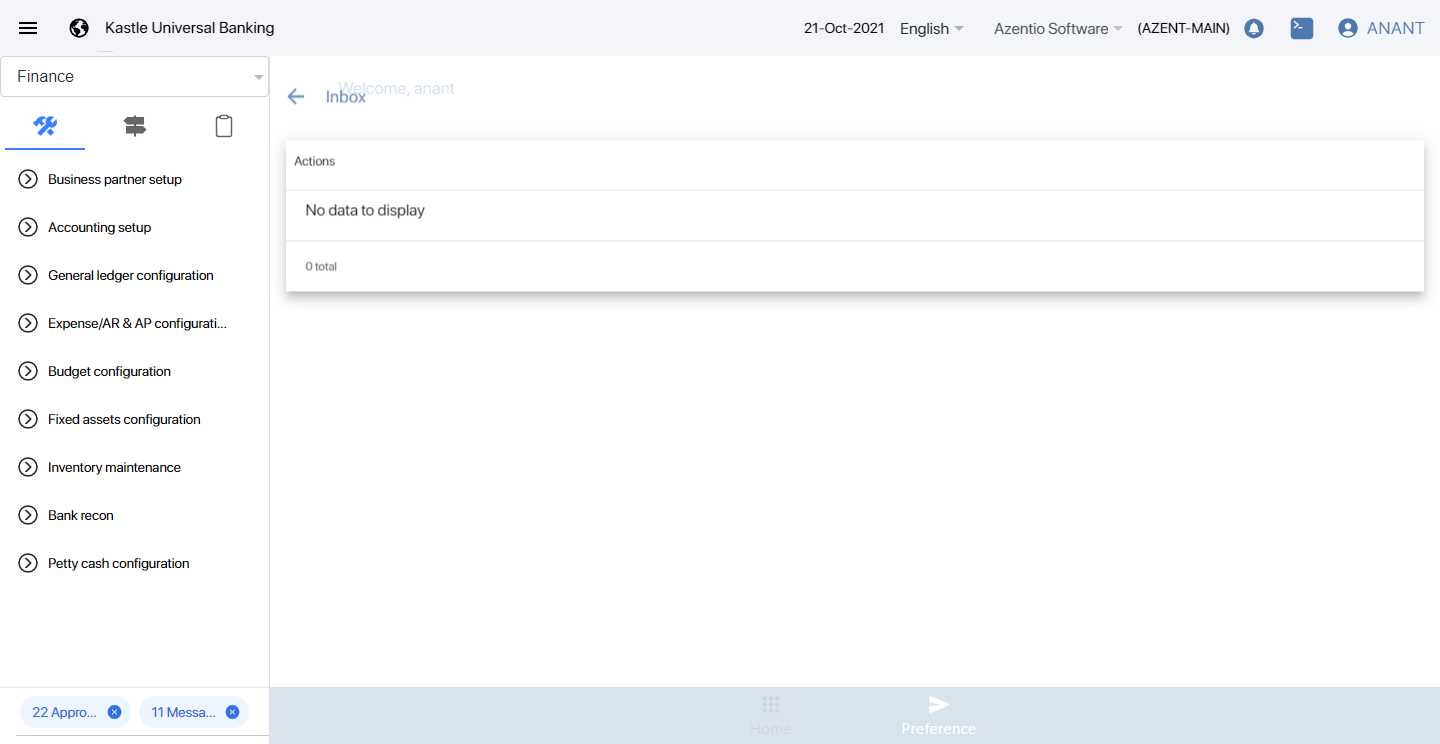 Kastle Universal Banking
21-Oct-2021
English
Azentio Software
(AZENT-MAIN)
ANANT
Finance
Welcome, anant
Inbox
Business partner setup
Accounting setup
General ledger configuration
Expense/AR & AP configurati...
Budget configuration
Fixed assets configuration
Inventory maintenance
Bank recon
Petty cash configuration
Actions
No data to display
0 total
22 Appro...
11 Messa...
Home
Preference